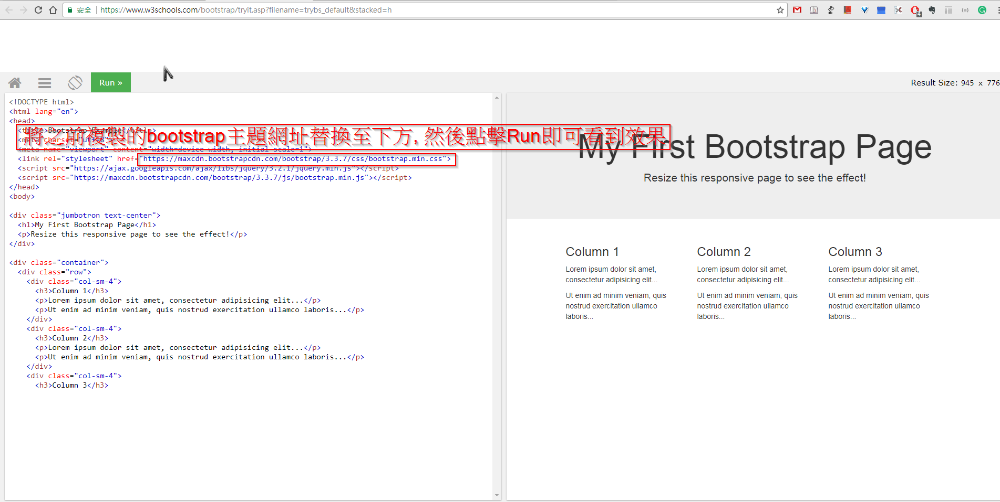 安全 https://www.w3schools.com/bootstrap/tryit.asp?filename=trybs_default&stacked=h
4
Run »
Result Size: 945 x 776
<!DOCTYPE html>
<html lang="en">
<head>
<title>Bootstrap Example</title>
將之前複製的bootstrap主題網址替換至下方, 然後點擊Run即可看到效果
<meta charset="utf-8">
<meta name="viewport" content="width=device-width, initial-scale=1">
<link rel="stylesheet" href="https://maxcdn.bootstrapcdn.com/bootstrap/3.3.7/css/bootstrap.min.css">
<script src="https://ajax.googleapis.com/ajax/libs/jquery/3.2.1/jquery.min.js"></script>
<script src="https://maxcdn.bootstrapcdn.com/bootstrap/3.3.7/js/bootstrap.min.js"></script>
</head>
<body>
<div class="jumbotron text-center">
<h1>My First Bootstrap Page</h1>
<p>Resize this responsive page to see the effect!</p>
</div>
<div class="container">
<div class="row">
<div class="col-sm-4">
<h3>Column 1</h3>
<p>Lorem ipsum dolor sit amet, consectetur adipisicing elit...</p>
<p>Ut enim ad minim veniam, quis nostrud exercitation ullamco laboris...</p>
</div>
<div class="col-sm-4">
<h3>Column 2</h3>
<p>Lorem ipsum dolor sit amet, consectetur adipisicing elit...</p>
<p>Ut enim ad minim veniam, quis nostrud exercitation ullamco laboris...</p>
</div>
<div class="col-sm-4">
<h3>Column 3</h3>
My First Bootstrap Page
Resize this responsive page to see the effect!
Column 1
Lorem ipsum dolor sit amet,
consectetur adipisicing elit...
Ut enim ad minim veniam, quis
nostrud exercitation ullamco
laboris...
Column 2
Lorem ipsum dolor sit amet,
consectetur adipisicing elit...
Ut enim ad minim veniam, quis
nostrud exercitation ullamco
laboris...
Column 3
Lorem ipsum dolor sit amet,
consectetur adipisicing elit...
Ut enim ad minim veniam, quis
nostrud exercitation ullamco
laboris...